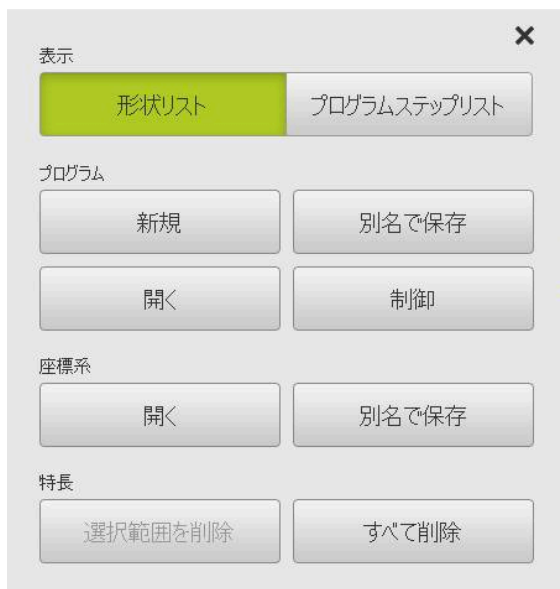 表示
形状リスト プログラムステップリスト
プログラム
新規 別名で保存
開く 制御
座標系
開く 別名で保存
特長
選択範囲を削除 すべて削除